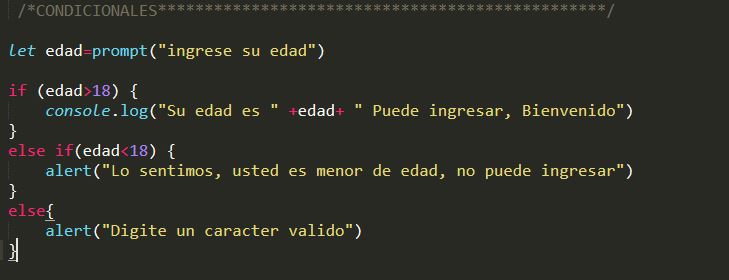 /*CONDICIONALES************************************************/
let edad=prompt("ingrese su edad")
if (edad>18) {
console.log("Su edad es " +edad+ " Puede ingresar, Bienvenido")
}
else if(edad<18) {
alert("Lo sentimos, usted es menor de edad, no puede ingresar")
}
else{
alert("Digite un caracter valido")
}